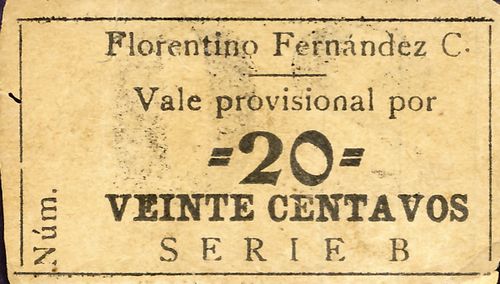 Florentino Fernández C.
Vale provisional por
=20=
VEINTE CENTAVOS
SERIE B
Núm.